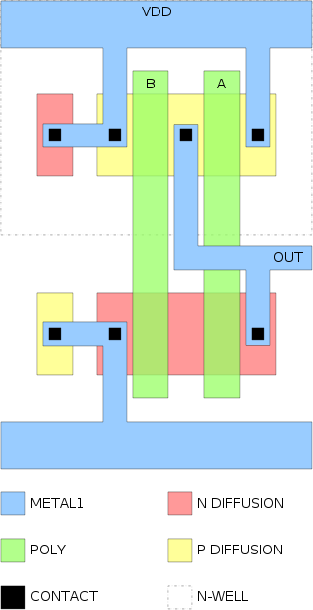 VDD
B A
OUT
METAL1 N DIFFUSION
POLY P DIFFUSION
CONTACT N-WELL